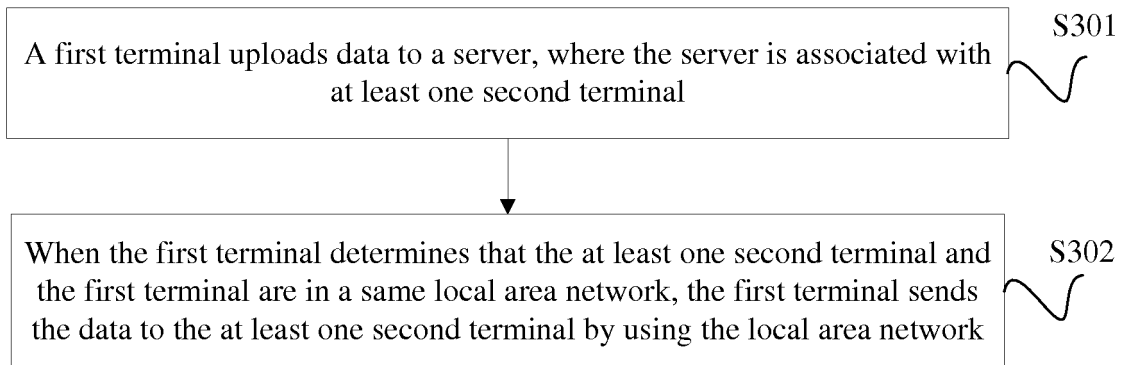 S301
A first terminal uploads data to a server, where the server is associated with
at least one second terminal
S302
When the first terminal determines that the at least one second terminal and
the first terminal are in a same local area network, the first terminal sends
the data to the at least one second terminal by using the local area network